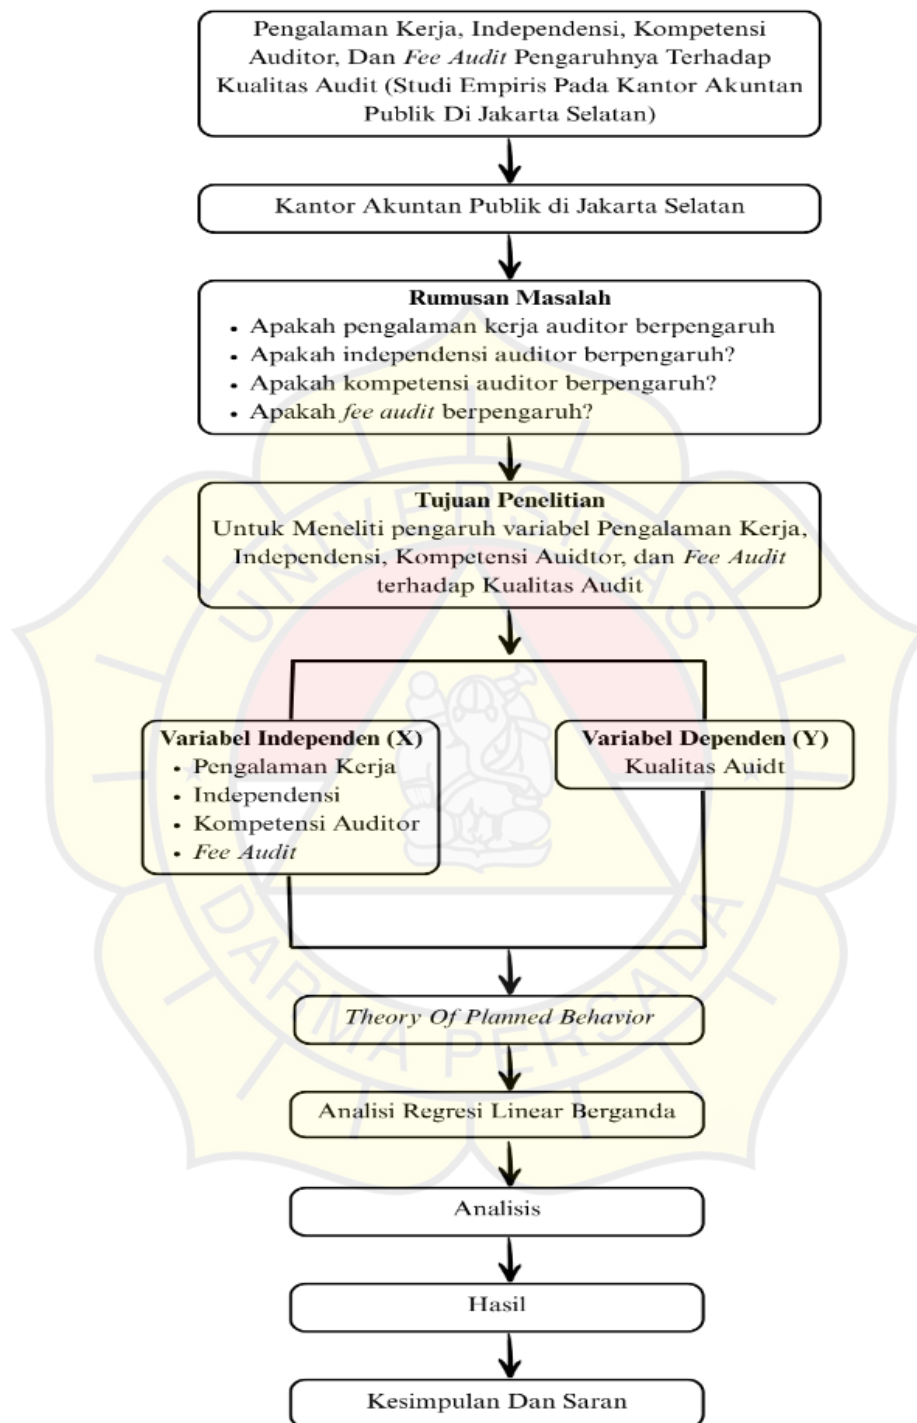 Pengalaman Kerja, Independensi, Kompetensi
Auditor, Dan Fee Audit Pengaruhnya Terhadap
Kualitas Audit (Studi Empiris Pada Kantor Akuntan
Publik Di Jakarta Selatan)
Kantor Akuntan Publik di Jakarta Selatan
Rumusan Masalah
• Apakah pengalaman kerja auditor berpengaruh
• Apakah independensi auditor berpengaruh?
• Apakah kompetensi auditor berpengaruh?
• Apakah fee audit berpengaruh?
Tujuan Penelitian
Untuk Meneliti pengaruh variabel Pengalaman Kerja,
Independensi, Kompetensi Auidtor, dan Fee Audit
terhadap Kualitas Audit
Variabel Independen (X)
• Pengalaman Kerja
• Independensi
• Kompetensi Auditor
• Fee Audit
Variabel Dependen (Y)
Kualitas Auidt
Theory Of Planned Behavior
Analisi Regresi Linear Berganda
Analisis
Hasil
Kesimpulan Dan Saran
UNIVERSITAS
DARMA PERSADA